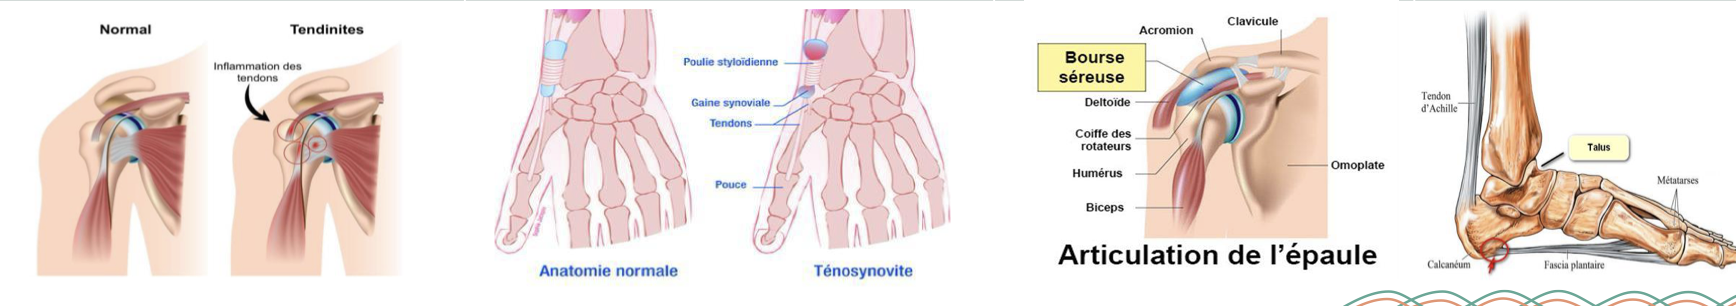 Normal
Tendinites
Inflammation des
tendons
Poulie styloïdienne
Gaine synoviale
Tendons
Pouce
Anatomie normale
Ténosynovite
Clavicule
Acromion
Bourse
séreuse
Deltoïde
Coiffe des
rotateurs
Humérus
Omoplate
Biceps
Articulation de l'épaule
Tendon
d'Achille
Talus
Métatarses
Calcanéum
Fascia plantaire